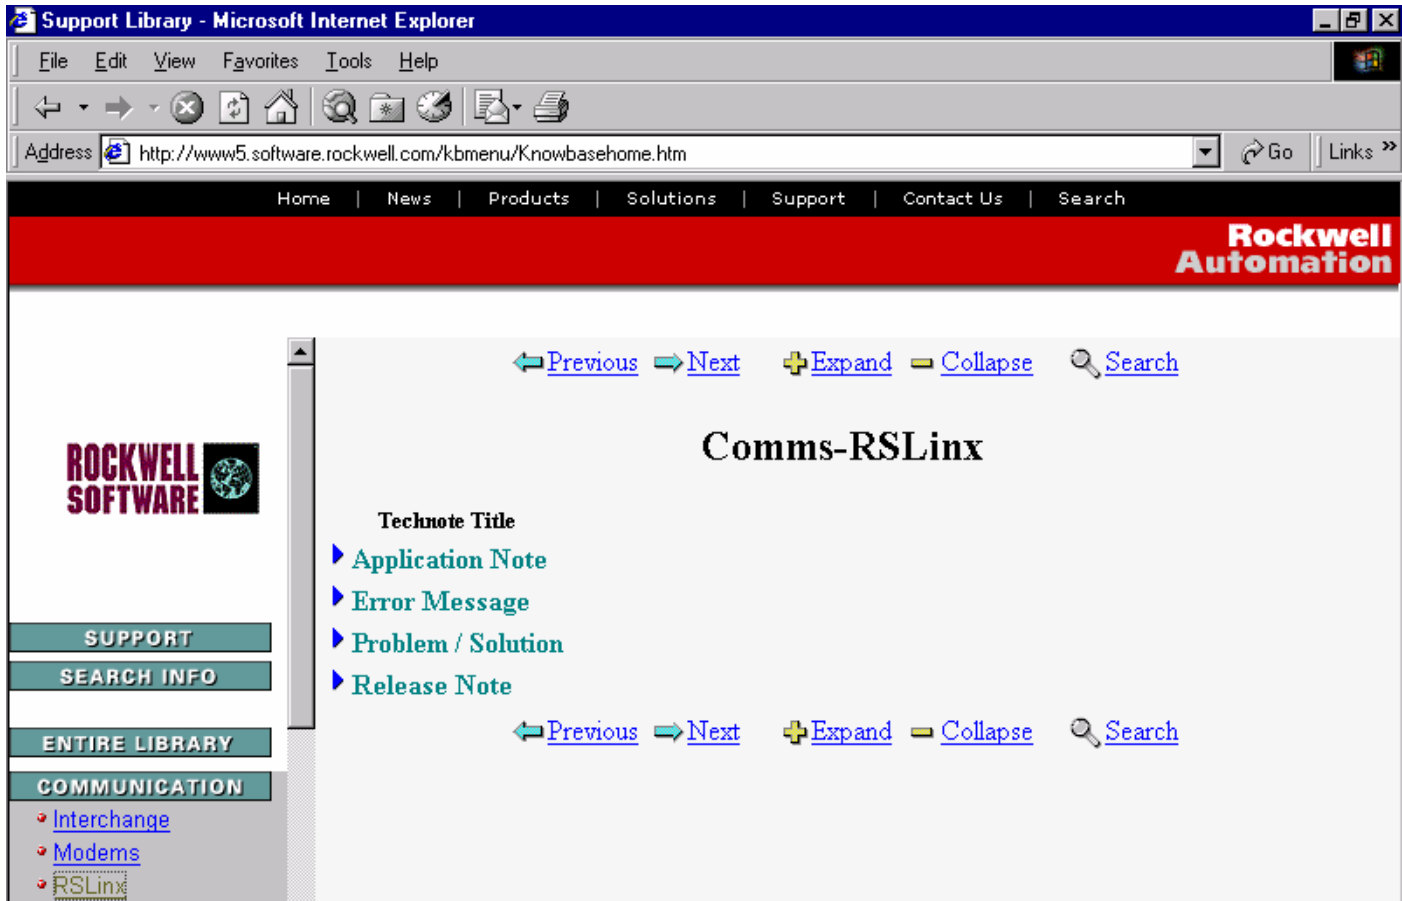 Support Library - Microsoft Internet Explorer
File Edit View Favorites Tools Help
Address http://www5.software.rockwell.com/kbmenu/Knowbasehome.htm Go Links »
Home | News | Products | Solutions | Support | Contact Us | Search
Rockwell
Automation
Previous Next Expand Collapse Search
Comms-RSLinx
ROCKWELL
SOFTWARE
Technote Title
Application Note
Error Message
Problem / Solution
Release Note
SUPPORT
SEARCH INFO
Previous Next Expand Collapse Search
ENTIRE LIBRARY
COMMUNICATION
Interchange
Modems
RSLinx